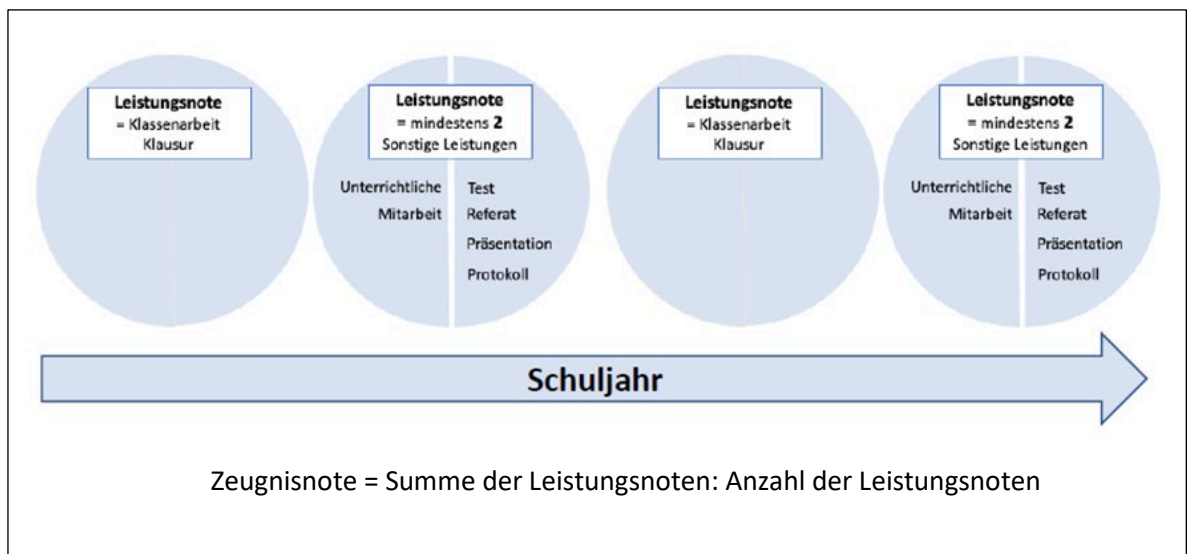 Leistungsnote
= Klassenarbeit
Klausur
Leistungsnote
= mindestens 2
Sonstige Leistungen
Unterrichtliche
Mitarbeit
Test
Referat
Präsentation
Protokoll
Leistungsnote
= Klassenarbeit
Klausur
Leistungsnote
= mindestens 2
Sonstige Leistungen
Unterrichtliche
Mitarbeit
Test
Referat
Präsentation
Protokoll
Schuljahr
Zeugnisnote = Summe der Leistungsnoten: Anzahl der Leistungsnoten